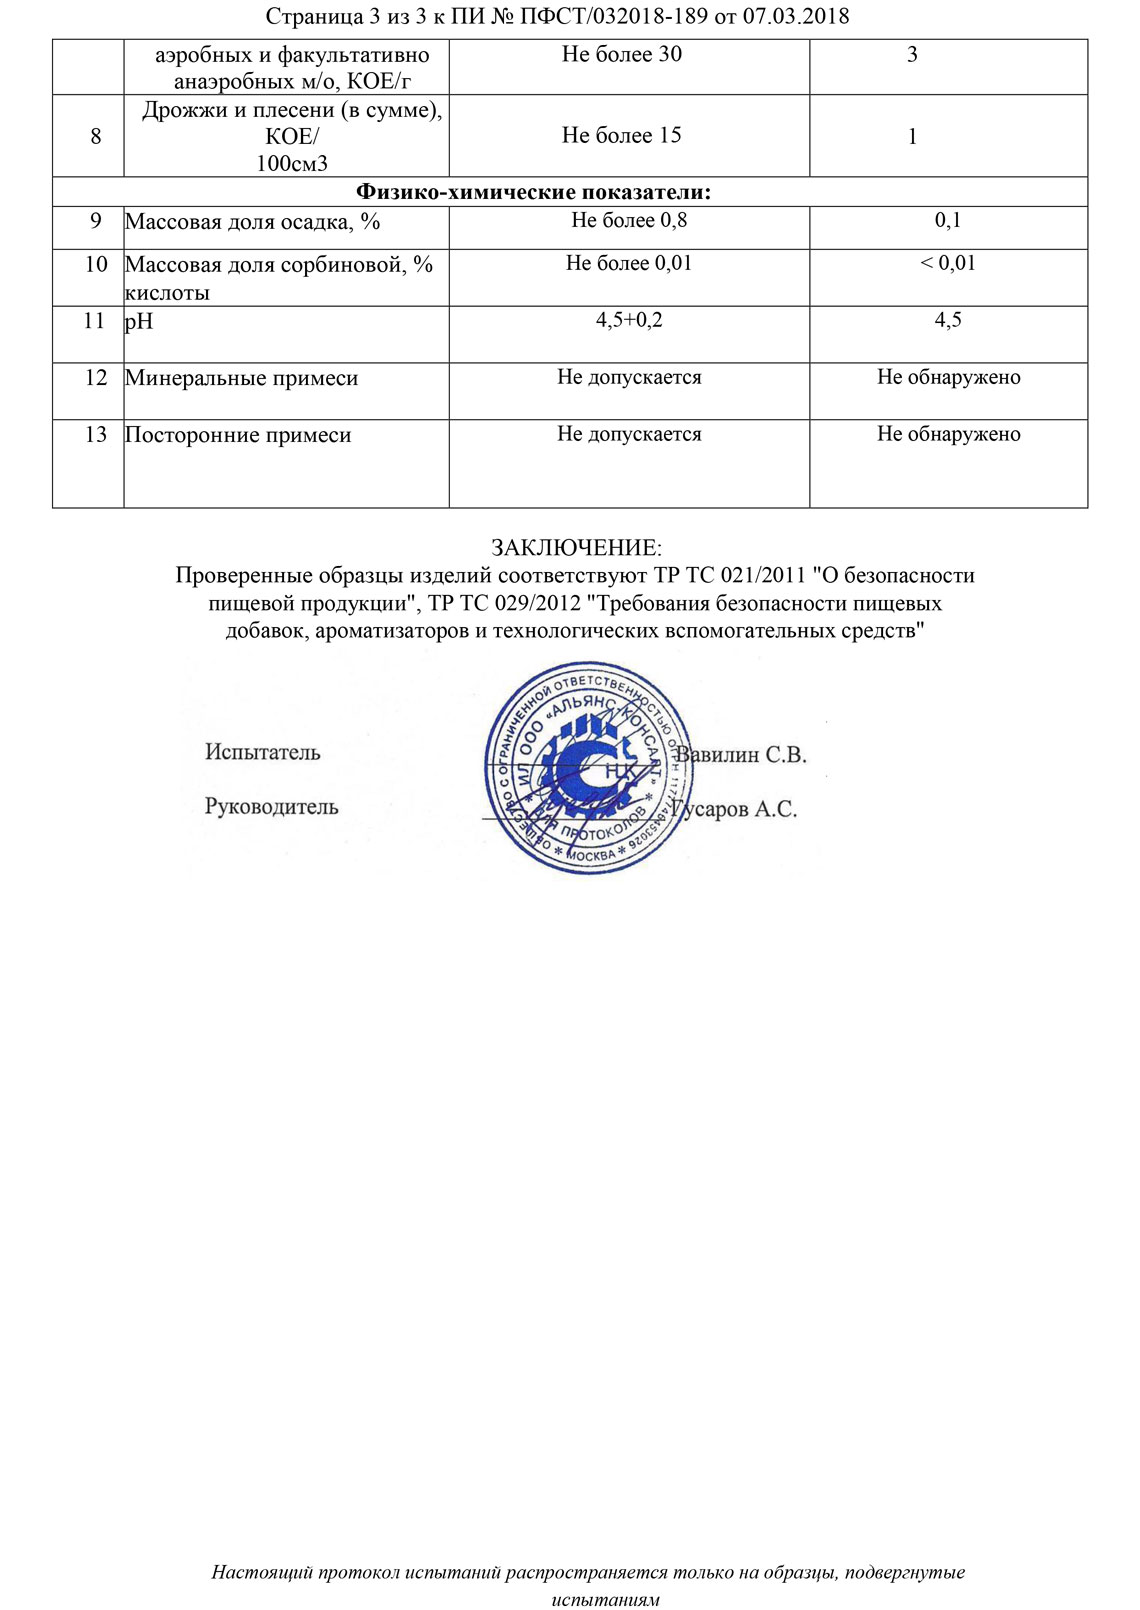 Страница 3 из 3 к ПИ № ПФСТ/032018-189 от 07.03.2018
аэробных и факультативно
анаэробных м/о, КОЕ/г
Не более 30
3
8
Дрожжи и плесени (в сумме),
КОЕ/
100см3
Не более 15
1
Физико-химические показатели:
9
Массовая доля осадка, %
Не более 0,8
0,1
10
Массовая доля сорбиновой, %
кислоты
Не более 0,01
< 0,01
11
pH
4,5+0,2
4,5
12
Минеральные примеси
Не допускается
Не обнаружено
13
Посторонние примеси
Не допускается
Не обнаружено
ЗАКЛЮЧЕНИЕ:
Проверенные образцы изделий соответствуют ТР ТС 021/2011 "О безопасности
пищевой продукции", ТР ТС 029/2012 "Требования безопасности пищевых
добавок, ароматизаторов и технологических вспомогательных средств"
Испытатель
Вавилин С.В.
Руководитель
Гусаров А.С.
ОБЩЕСТВО С ОГРАНИЧЕННОЙ ОТВЕТСТВЕННОСТЬЮ ОГРН
* МОСКВА *
ИЛ ООО «АЛЬЯНС-КОНСАЛТ»
* ДЛЯ ПРОТОКОЛОВ *
Настоящий протокол испытаний распространяется только на образцы, подвергнутые
испытаниям